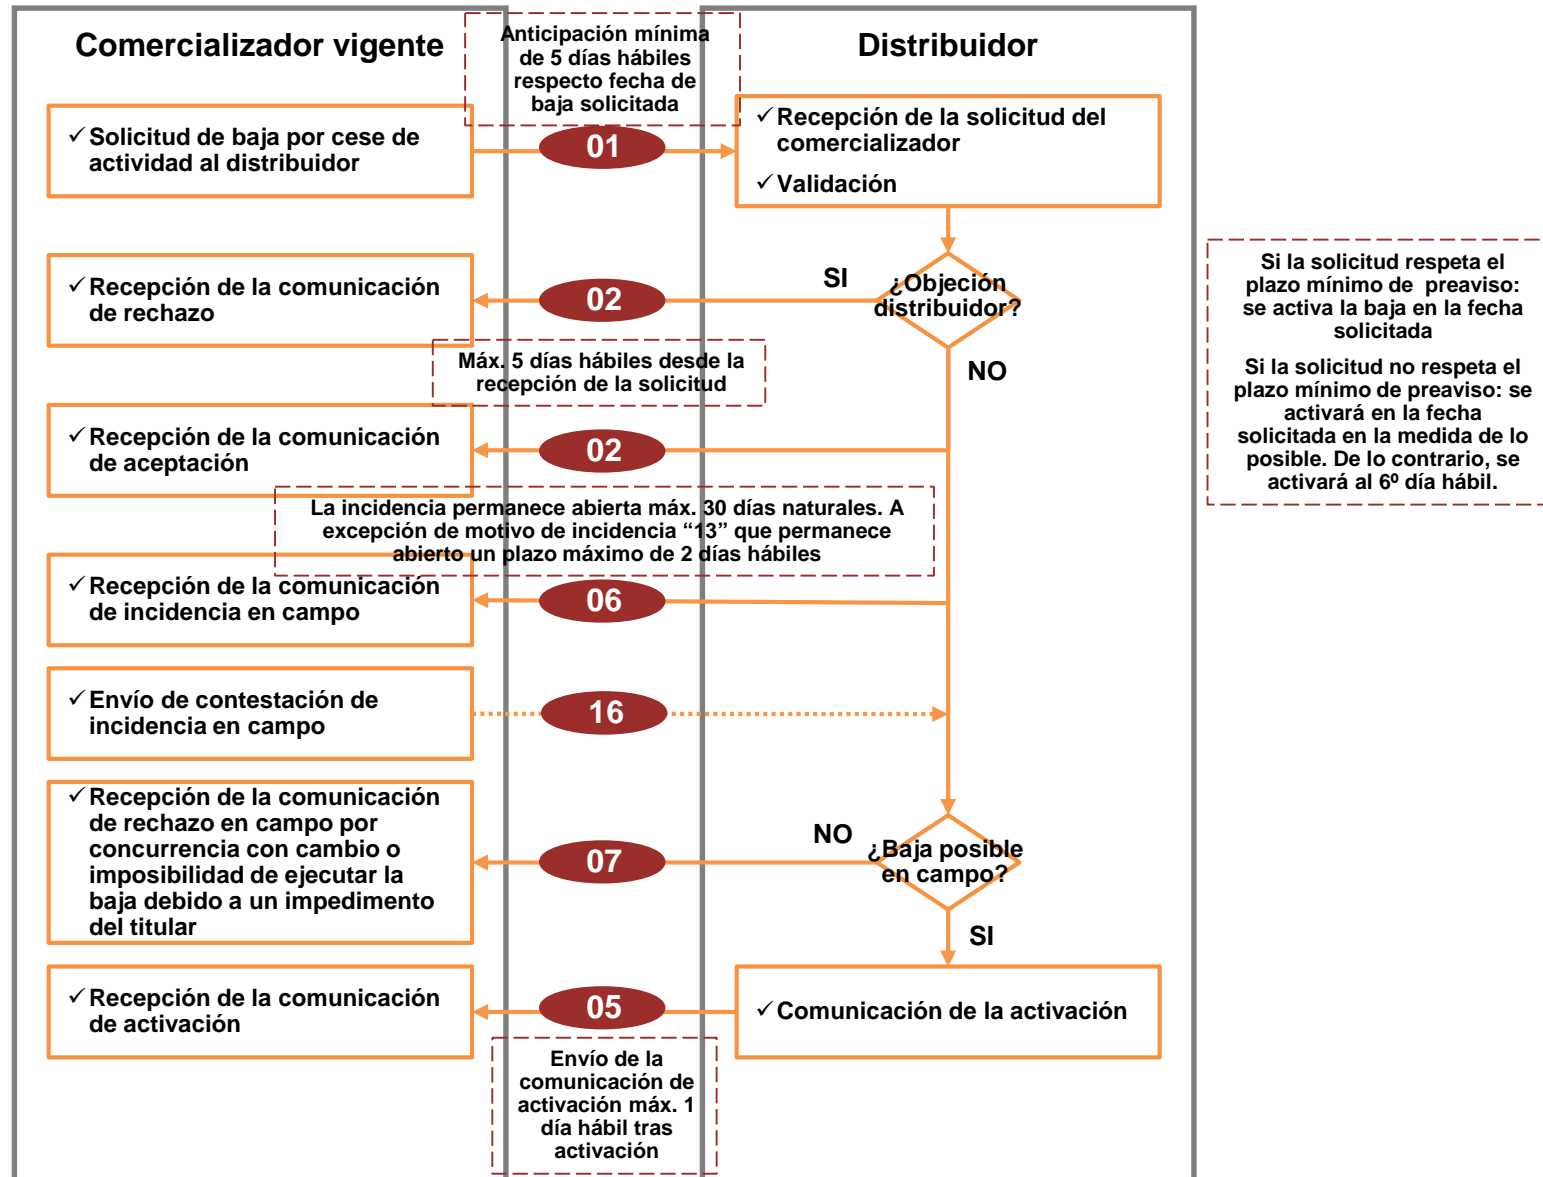 Comercializador vigente
Anticipación mínima
de 5 días hábiles
respecto fecha de
baja solicitada
Distribuidor
✓ Solicitud de baja por cese de
actividad al distribuidor
01
✓ Recepción de la solicitud del
comercializador
✓ Validación
✓ Recepción de la comunicación
de rechazo
02
SI
¿Objeción
distribuidor?
NO
Máx. 5 días hábiles desde la
recepción de la solicitud
Si la solicitud respeta el
plazo mínimo de preaviso:
se activa la baja en la fecha
solicitada
Si la solicitud no respeta el
plazo mínimo de preaviso: se
activará en la fecha
solicitada en la medida de lo
posible. De lo contrario, se
activará al 6º día hábil.
✓ Recepción de la comunicación
de aceptación
02
La incidencia permanece abierta máx. 30 días naturales. A
excepción de motivo de incidencia “13” que permanece
abierto un plazo máximo de 2 días hábiles
✓ Recepción de la comunicación
de incidencia en campo
06
✓ Envío de contestación de
incidencia en campo
16
✓ Recepción de la comunicación
de rechazo en campo por
concurrencia con cambio o
imposibilidad de ejecutar la
baja debido a un impedimento
del titular
07
NO
¿Baja posible
en campo?
SI
✓ Recepción de la comunicación
de activación
05
✓ Comunicación de la activación
Envío de la
comunicación de
activación máx. 1
día hábil tras
activación